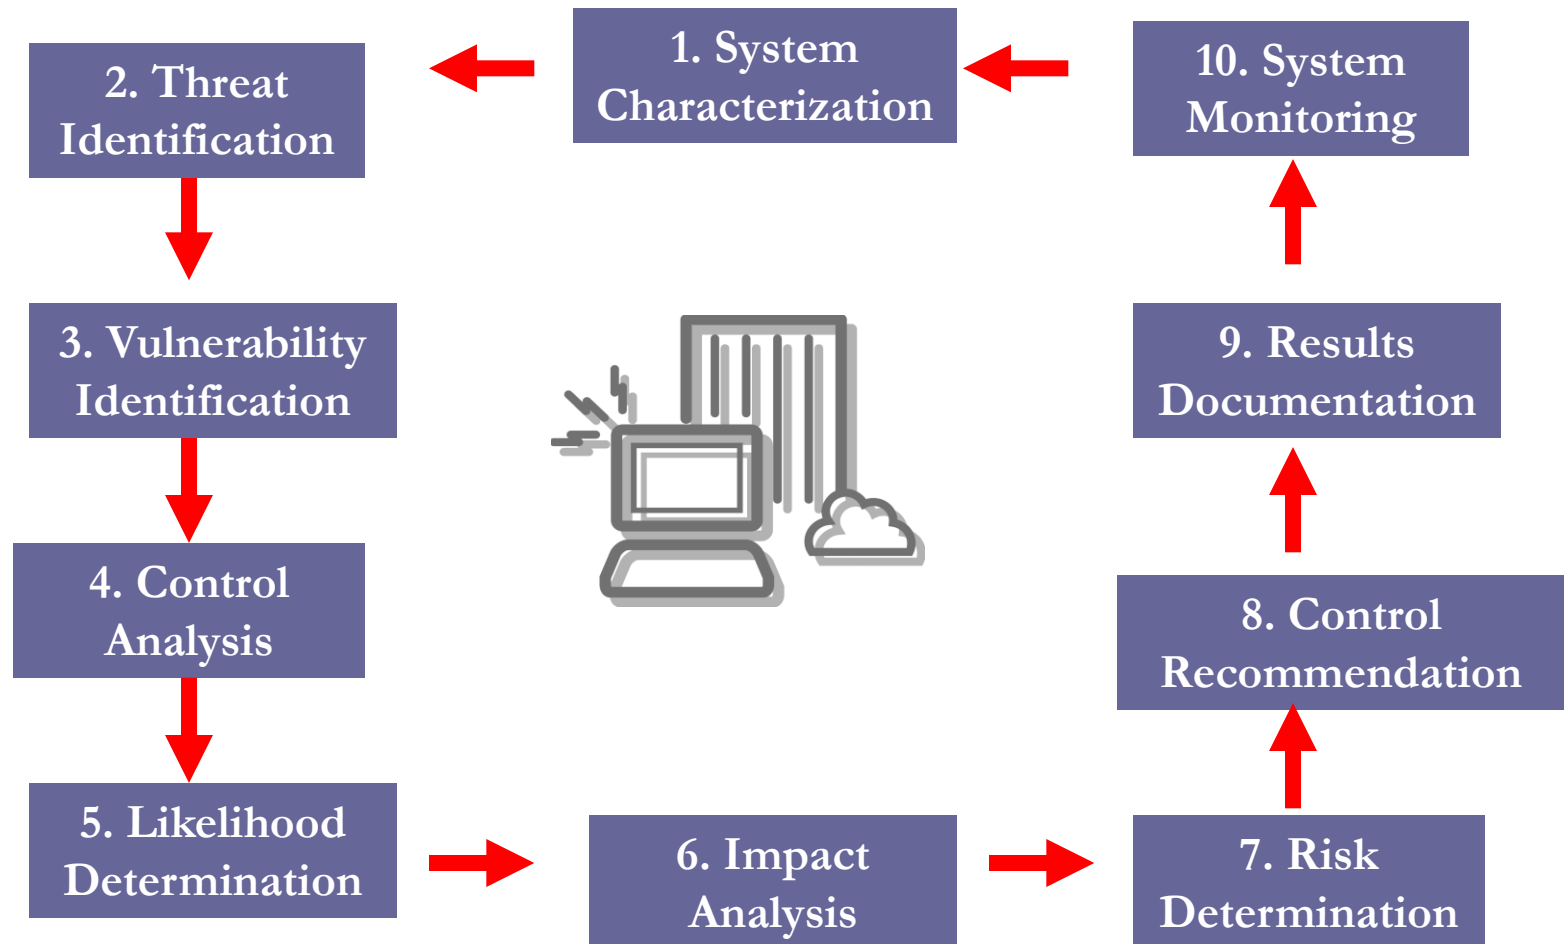 1. System
Characterization
2. Threat
Identification
3. Vulnerability
Identification
4. Control
Analysis
5. Likelihood
Determination
6. Impact
Analysis
7. Risk
Determination
8. Control
Recommendation
9. Results
Documentation
10. System
Monitoring